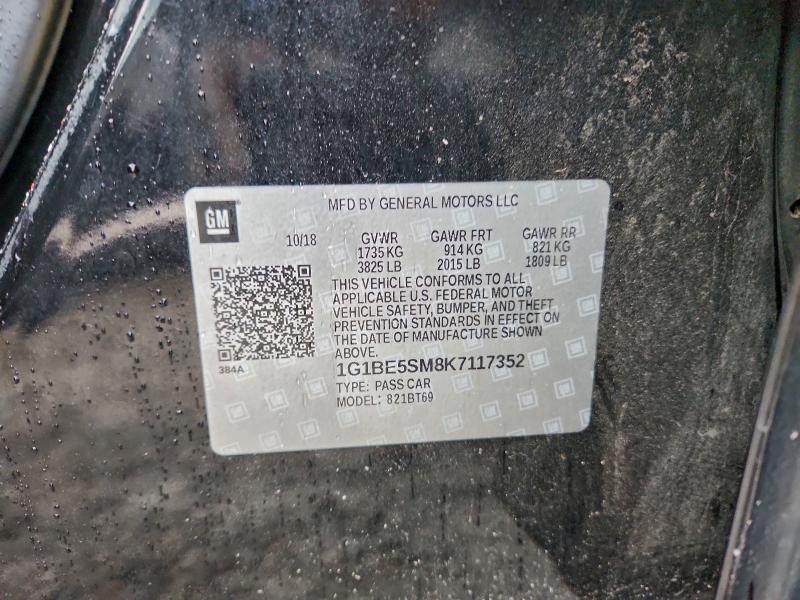 GM
MFD BY GENERAL MOTORS LLC
10/18 GVWR GAWR FRT GAWR RR
1735 KG 914 KG 821 KG
3825 LB 2015 LB 1809 LB
THIS VEHICLE CONFORMS TO ALL
APPLICABLE U.S. FEDERAL MOTOR
VEHICLE SAFETY, BUMPER, AND THEFT
PREVENTION STANDARDS IN EFFECT ON
THE DATE OF MANUFACTURE SHOWN
ABOVE.
384A
1G1BE5SM8K7117352
TYPE: PASS CAR
MODEL: 821BT69